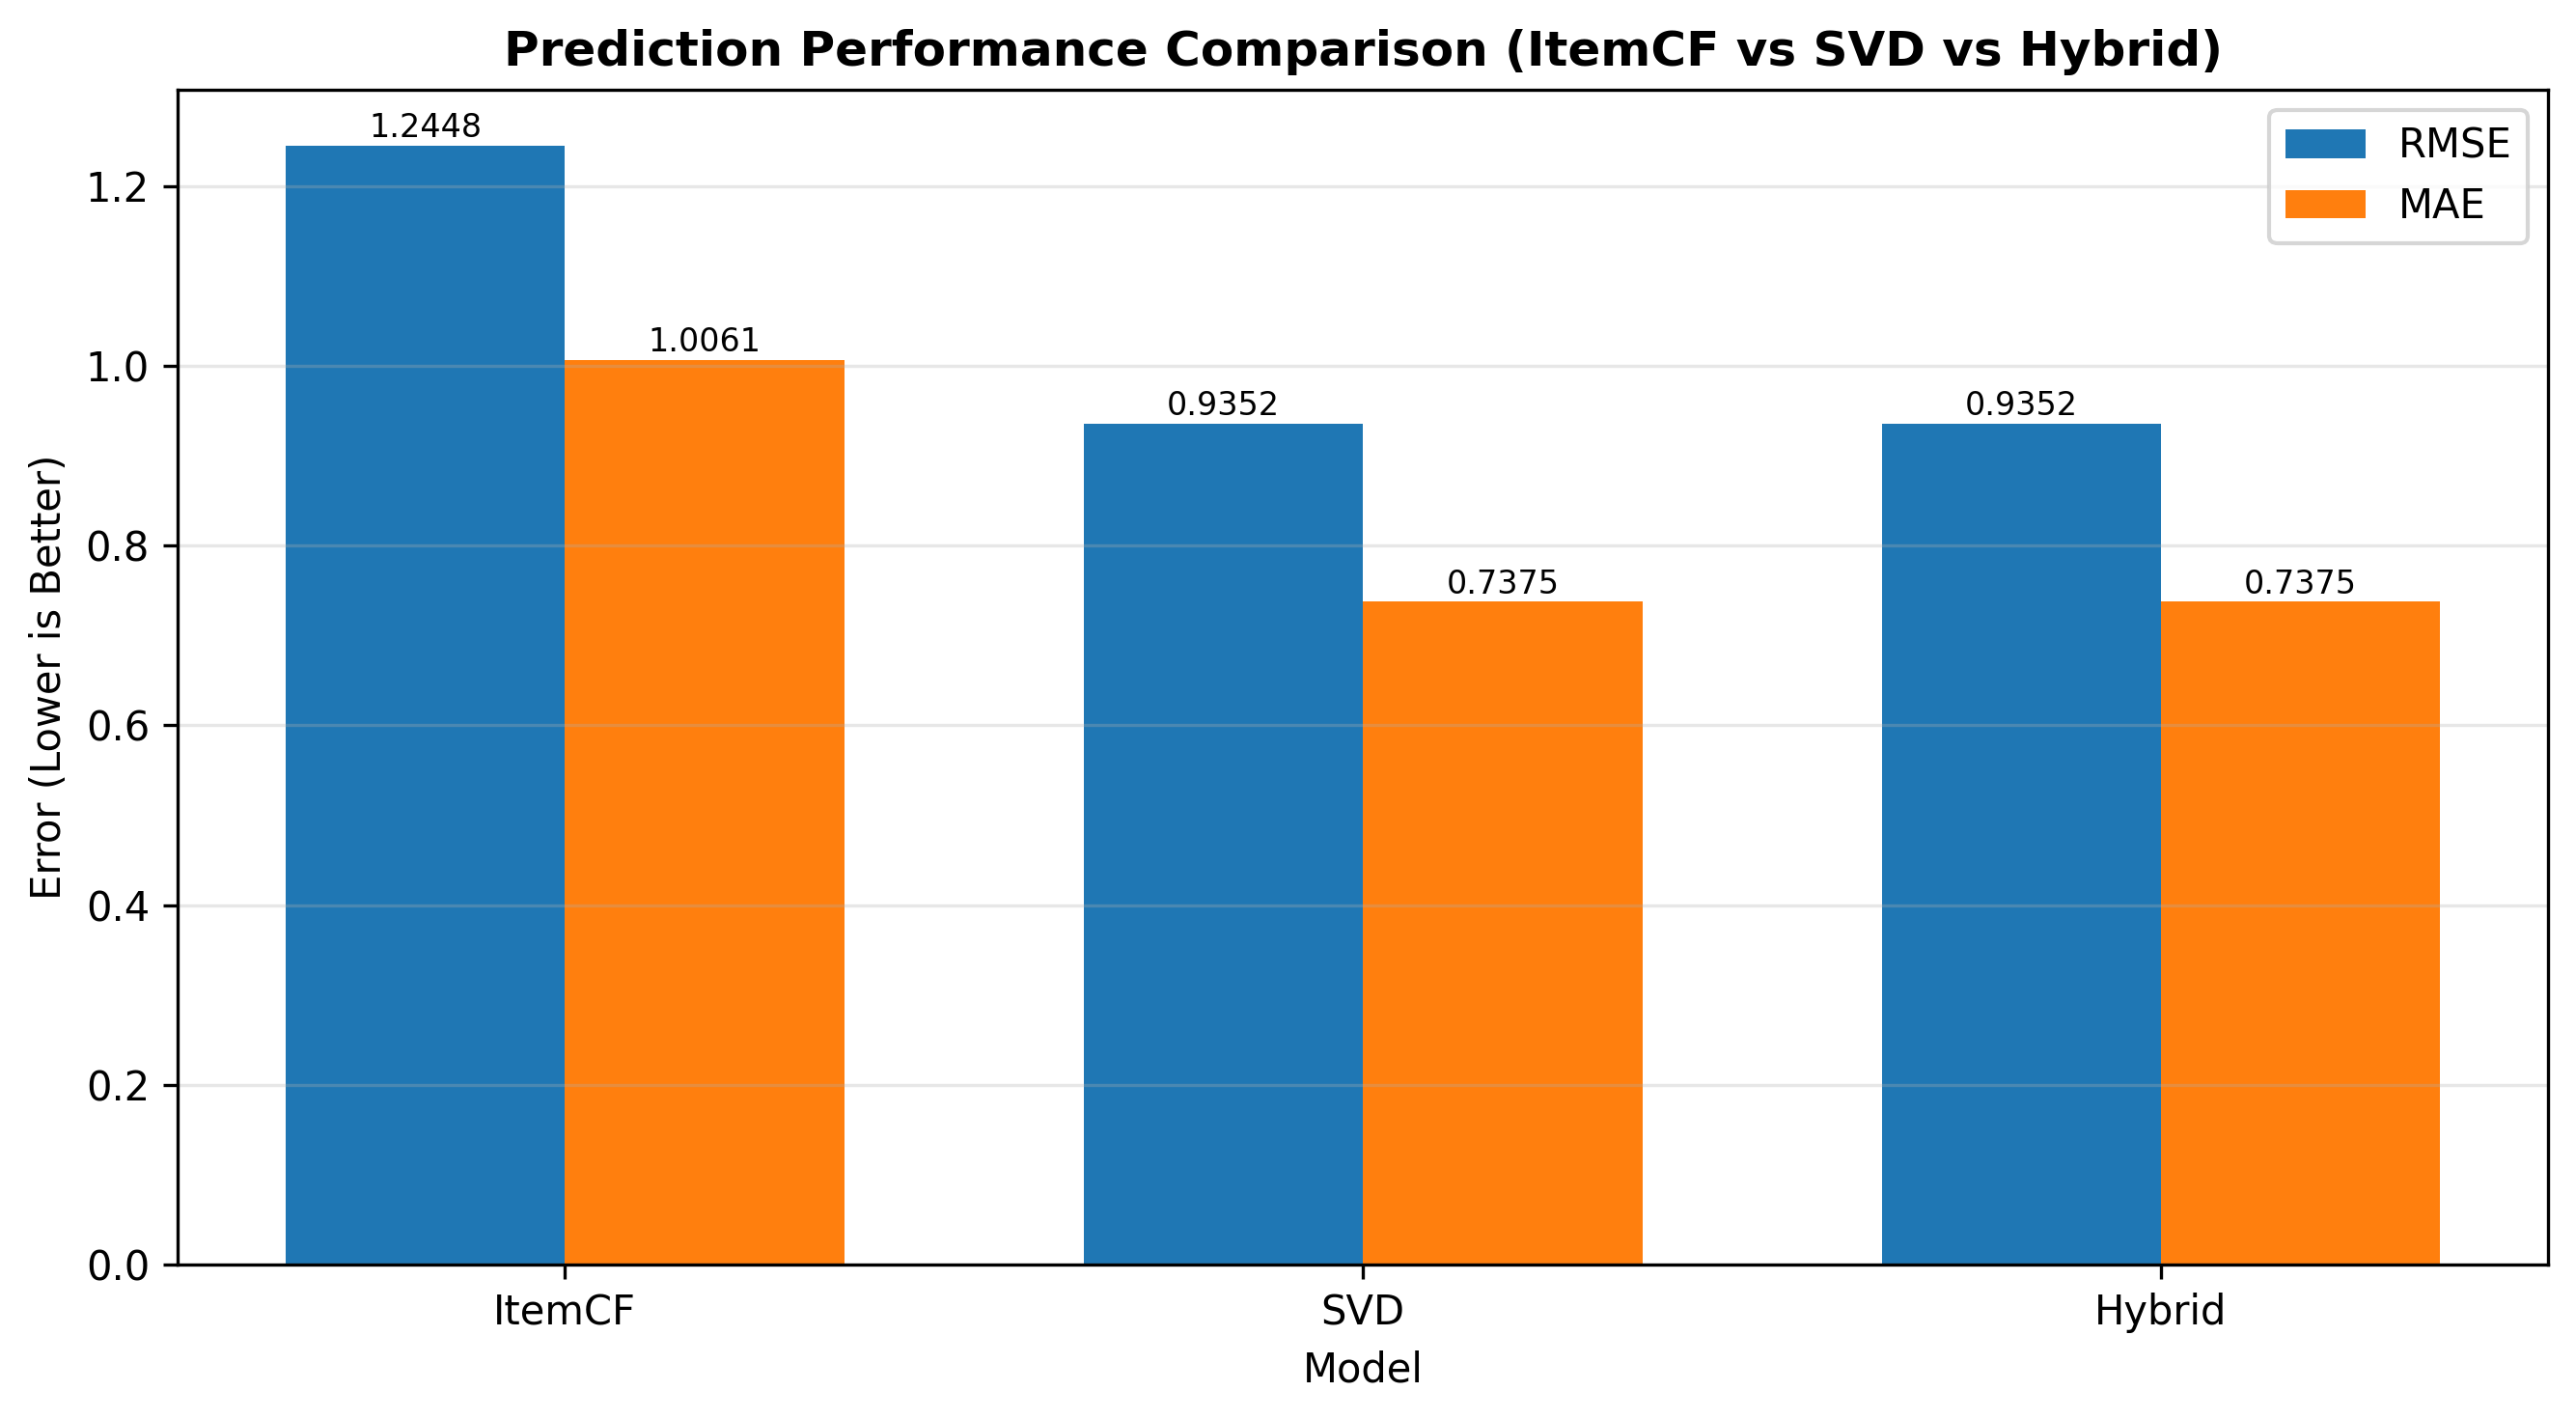 Prediction Performance Comparison (ItemCF vs SVD vs Hybrid)
RMSE
MAE
1.2448
1.0061
0.9352
0.7375
0.9352
0.7375
Error (Lower is Better)
1.2
1.0
0.8
0.6
0.4
0.2
0.0
ItemCF
SVD
Hybrid
Model